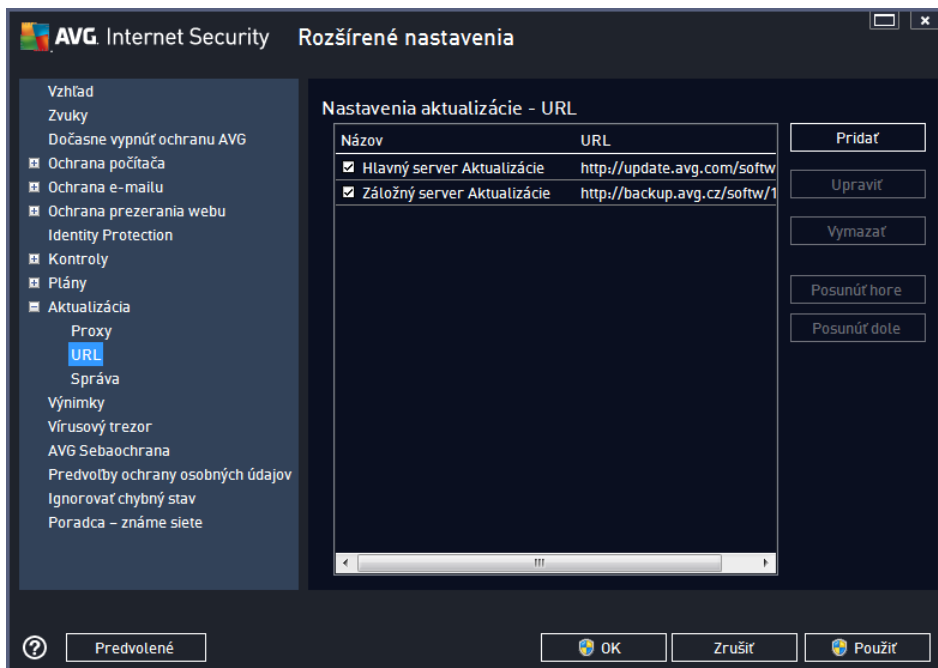 AVG. Internet Security Rozšírené nastavenia
Vzhľad
Zvuky
Dočasne vypnúť ochranu AVG
Ochrana počítača
Ochrana e-mailu
Ochrana prezerania webu
Identity Protection
Kontroly
Plány
Aktualizácia
Proxy
URL
Správa
Výnimky
Vírusový trezor
AVG Sebaochrana
Predvoľby ochrany osobných údajov
Ignorovať chybný stav
Poradca – známe siete
Nastavenia aktualizácie - URL
Názov URL
Hlavný server Aktualizácie http://update.avg.com/softw
Záložný server Aktualizácie http://backup.avg.cz/softw/1
Pridať
Upraviť
Vymazať
Posunúť hore
Posunúť dole
Predvolené
OK
Zrušiť
Použiť